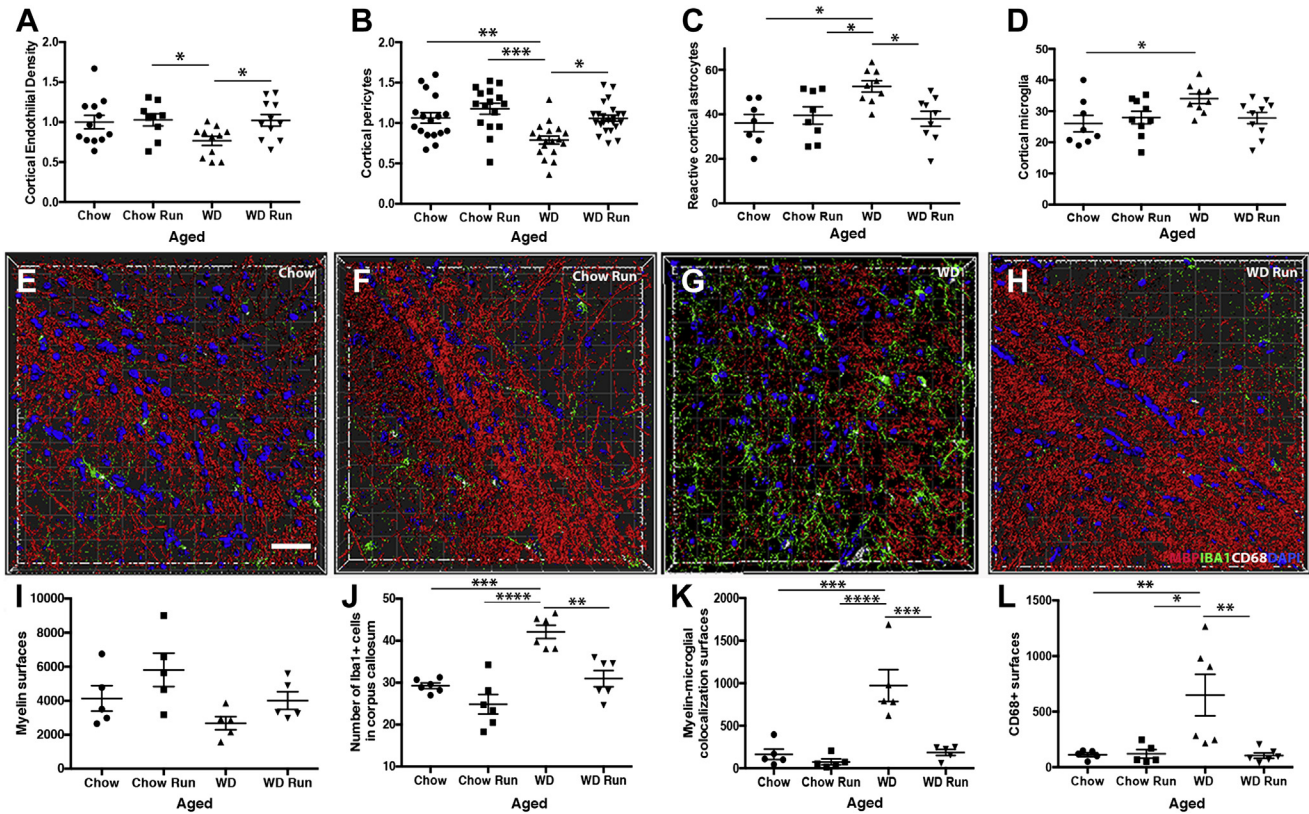 A
Cortical Endothilial Density
2.0
1.5
1.0
0.5
0.0
*
*
Chow
Chow Run
WD
WD Run
Aged
B
Cortical pericytes
2.0
1.5
1.0
0.5
0.0
**
***
*
Chow
Chow Run
WD
WD Run
Aged
C
Reactive cortical astrocytes
60
40
20
0
*
*
*
Chow
Chow Run
WD
WD Run
Aged
D
Cortical microglia
50
40
30
20
10
0
*
Chow
Chow Run
WD
WD Run
Aged
E
Chow
F
Chow Run
G
WD
H
WD Run
MBPIBA1CD68DAPI
I
Myelin surfaces
10000
8000
6000
4000
2000
0
Chow
Chow Run
WD
WD Run
Aged
J
Number of Iba1+ cells
in corpus callosum
50
40
30
20
10
***
****
**
Chow
Chow Run
WD
WD Run
Aged
K
Myelin-microglial
colocalization surfaces
2000
1500
1000
500
0
***
****
***
Chow
Chow Run
WD
WD Run
Aged
L
CD68+ surfaces
1500
1000
500
0
**
*
**
Chow
Chow Run
WD
WD Run
Aged